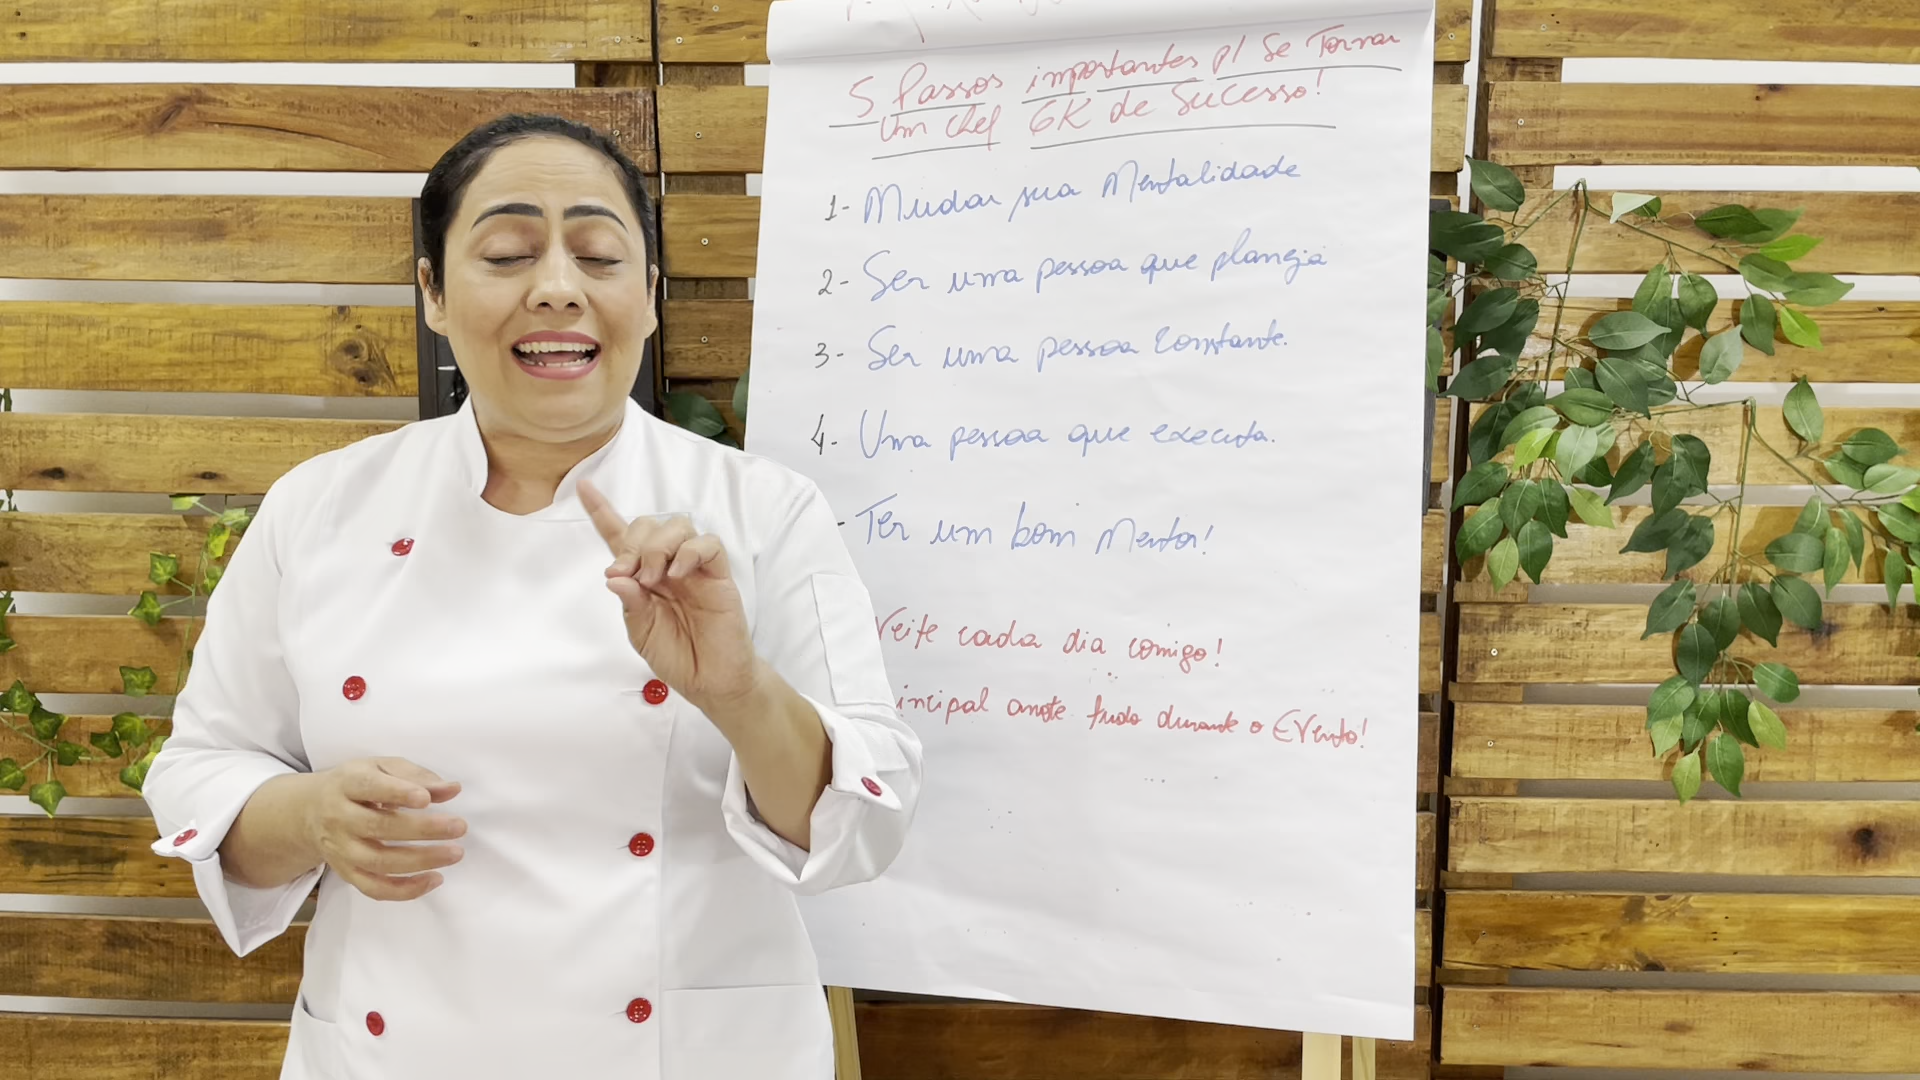 5 Passos importantes p/ Se Tornar
Um chef 6K de Sucesso!
1- Mudar sua Mentalidade
2- Ser uma pessoa que planeja
3- Ser uma pessoa constante.
4- Uma pessoa que executa.
- Ter um bom Mentor!
cada dia comigo!
incipal anote tudo durante o EVento!